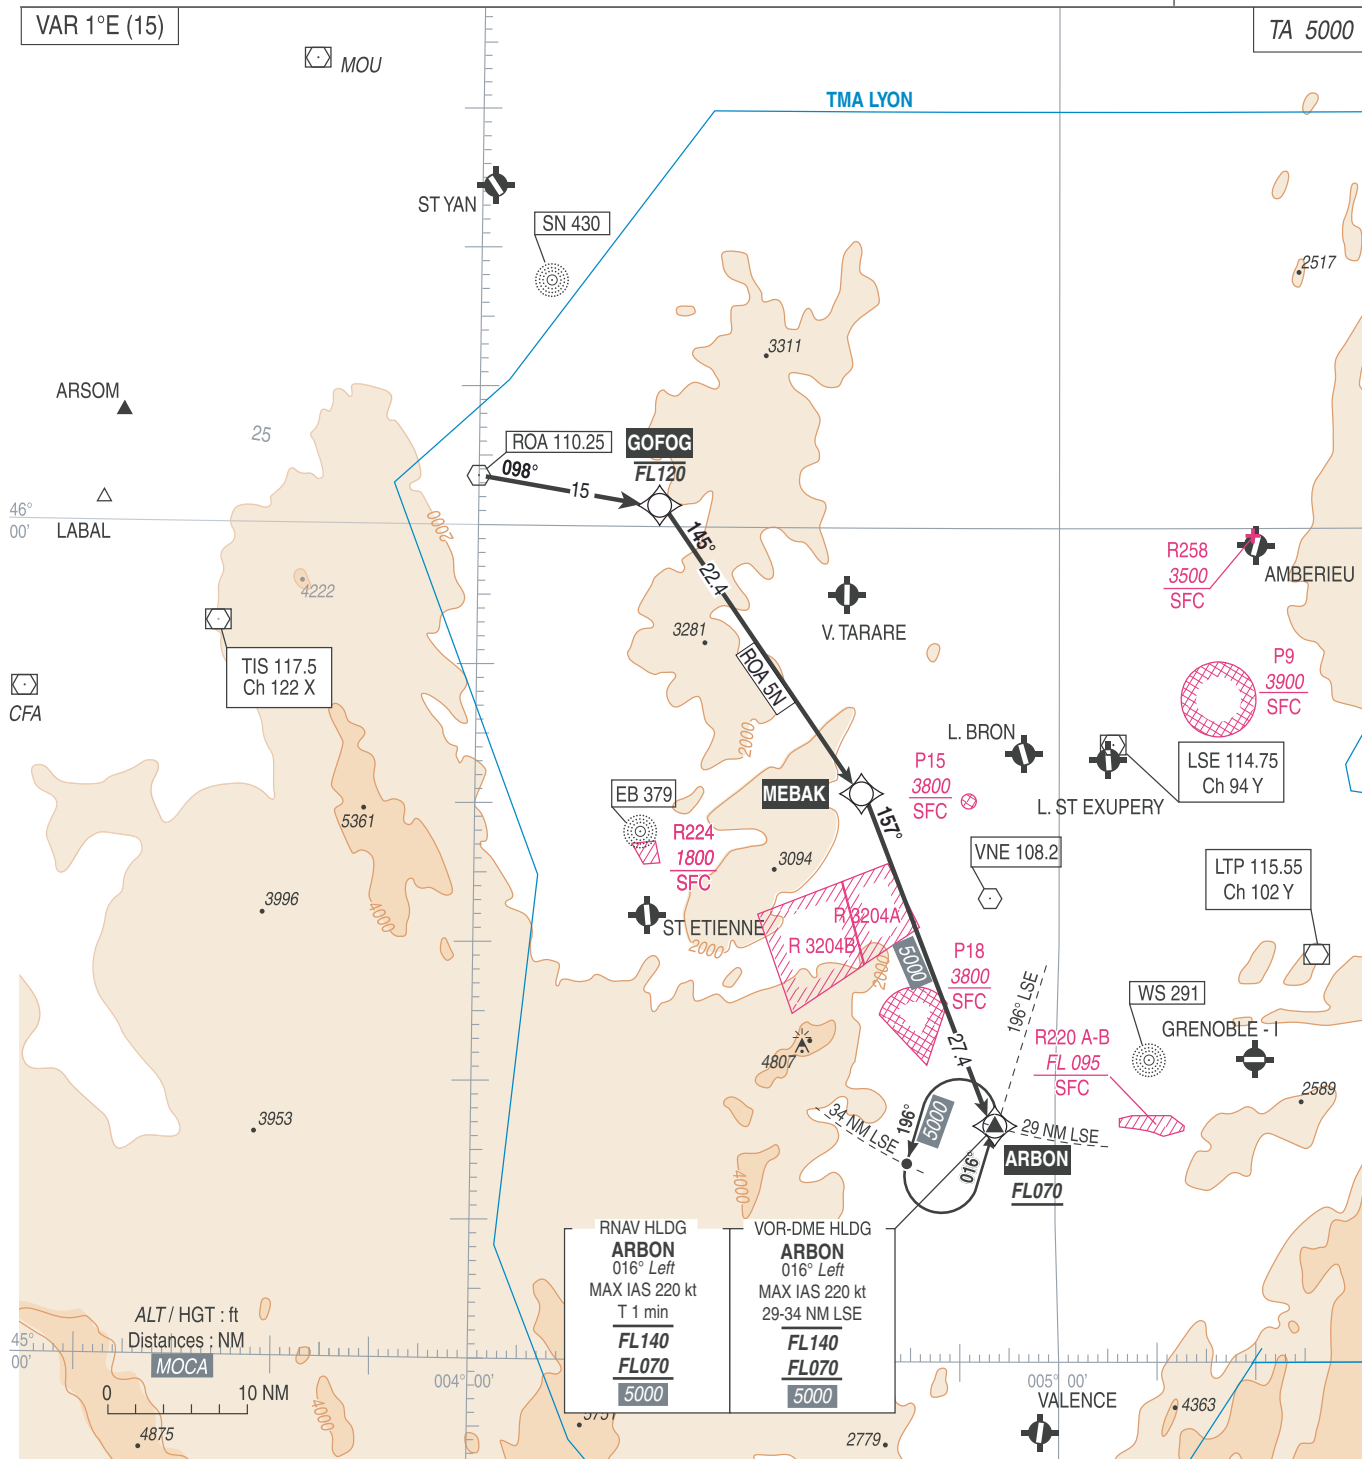 VAR 1°E (15)
TA 5000
MOU
TMA LYON
ST YAN
SN 430
2517
3311
ARSOM
25
ROA 110.25
GOFOG
FL120
098°
15
LABAL
46°
00'
2000
145°
22.4
R258
3500
SFC
AMBERIEU
4222
V. TARARE
3281
TIS 117.5
Ch 122 X
ROA 5N
P9
3900
SFC
CFA
2000
L. BRON
LSE 114.75
Ch 94 Y
P15
3800
SFC
MEBAK
EB 379
L. ST EXUPERY
5361
157°
R224
1800
SFC
3094
VNE 108.2
LTP 115.55
Ch 102 Y
3996
4000
ST ETIENNE
R 3204A
R 3204B
2000
2000
5000
P18
3800
SFC
196° LSE
WS 291
GRENOBLE - I
R220 A-B
FL 095
SFC
4807
27.4
2589
3953
34 NM LSE
196°
5000
29 NM LSE
016°
ARBON
FL070
4000
RNAV HLDG
ARBON
016° Left
MAX IAS 220 kt
T 1 min
FL140
FL070
5000
VOR-DME HLDG
ARBON
016° Left
MAX IAS 220 kt
29-34 NM LSE
FL140
FL070
5000
ALT / HGT : ft
Distances : NM
MOCA
0 10 NM
45°
00'
004° 00'
005° 00'
VALENCE
4363
4000
4875
5751
2779